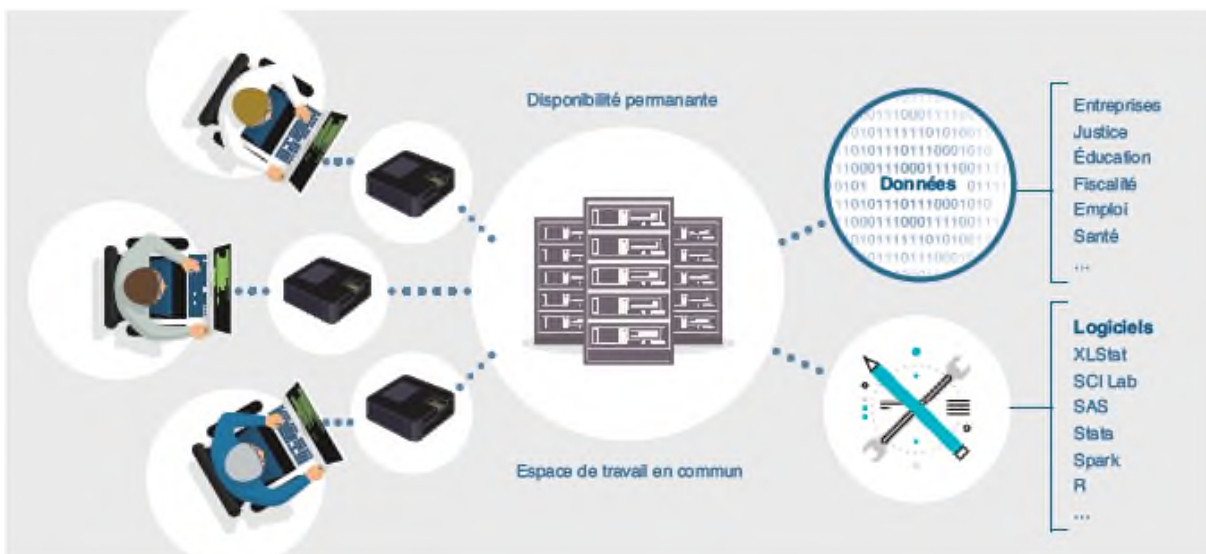 Disponibilité permanante
Espace de travail en commun
Données
Entreprises
Justice
Éducation
Fiscalité
Emploi
Santé
...
Logiciels
XLStat
SCI Lab
SAS
Stata
Spark
R
...